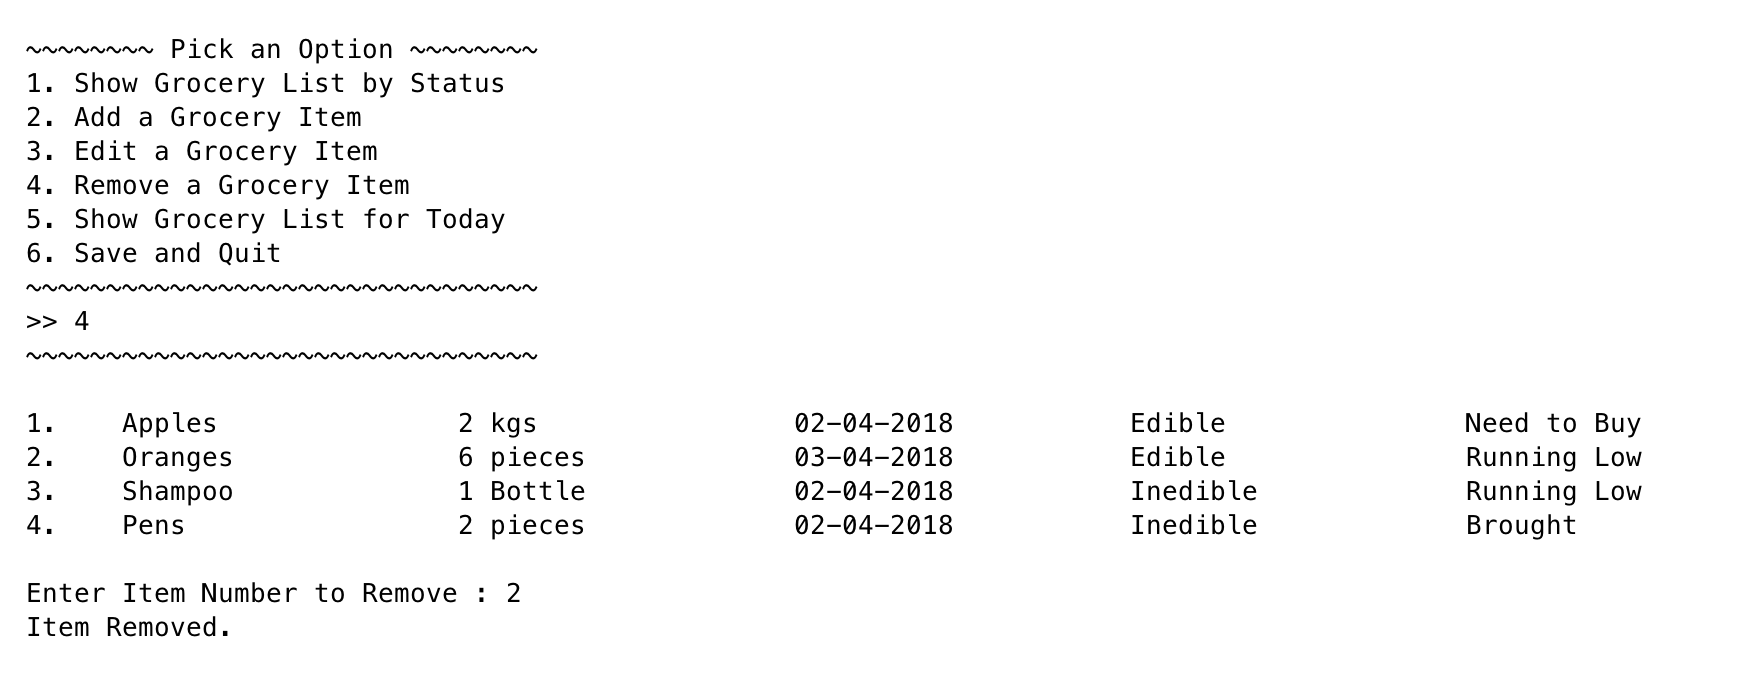 ~~~~~~~~ Pick an Option ~~~~~~~~
1. Show Grocery List by Status
2. Add a Grocery Item
3. Edit a Grocery Item
4. Remove a Grocery Item
5. Show Grocery List for Today
6. Save and Quit
~~~~~~~~~~~~~~~~~~~~~~~~~~~~~~~~
>> 4
~~~~~~~~~~~~~~~~~~~~~~~~~~~~~~~~
1.    Apples               2 kgs                02-04-2018           Edible               Need to Buy
2.    Oranges              6 pieces             03-04-2018           Edible               Running Low
3.    Shampoo              1 Bottle             02-04-2018           Inedible             Running Low
4.    Pens                 2 pieces             02-04-2018           Inedible             Brought
Enter Item Number to Remove : 2
Item Removed.